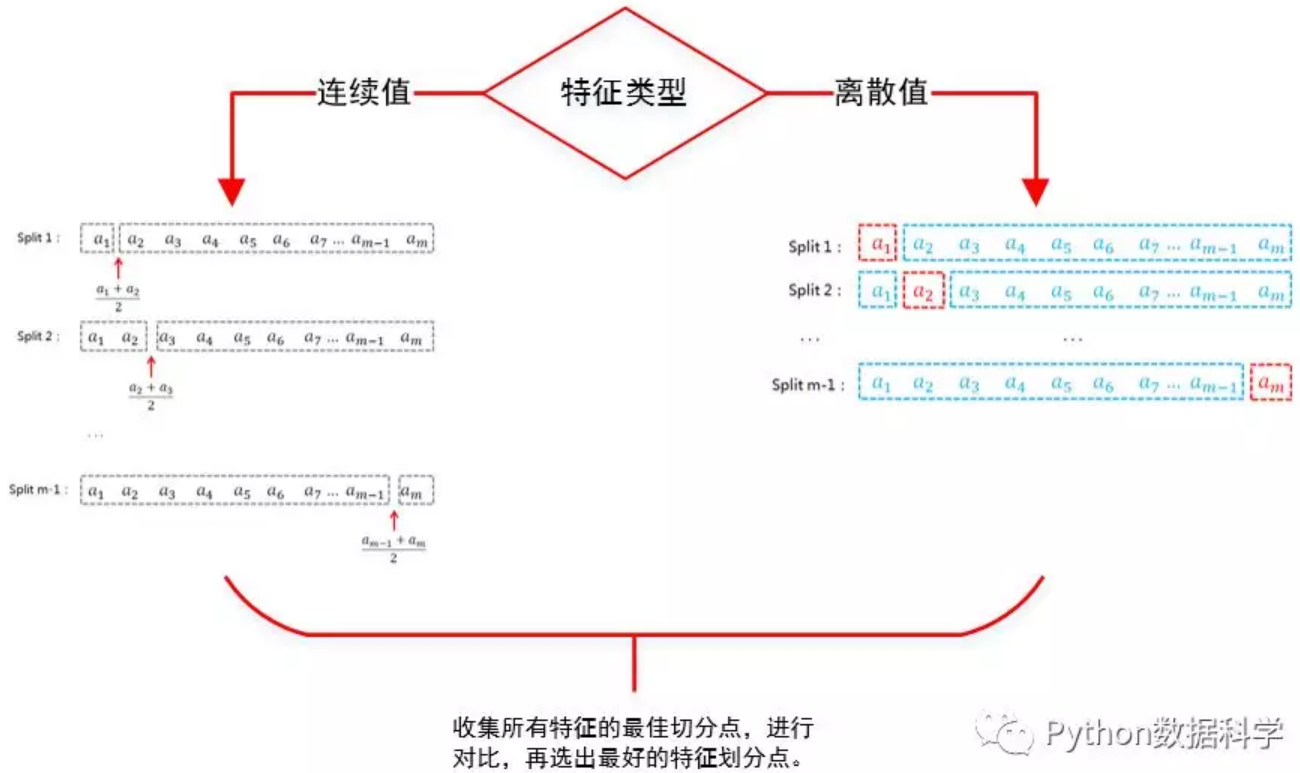 特征类型
连续值
离散值
Split 1：a₁ a₂ a₃ a₄ a₅ a₆ a₇ ... aₘ₋₁ aₘ
(a₁ + a₂)/2
Split 2：a₁ a₂ a₃ a₄ a₅ a₆ a₇ ... aₘ₋₁ aₘ
(a₂ + a₃)/2
...
Split m-1：a₁ a₂ a₃ a₄ a₅ a₆ a₇ ... aₘ₋₁ aₘ
(aₘ₋₁ + aₘ)/2
Split 1：a₁ a₂ a₃ a₄ a₅ a₆ a₇ ... aₘ₋₁ aₘ
Split 2：a₁ a₂ a₃ a₄ a₅ a₆ a₇ ... aₘ₋₁ aₘ
... ...
Split m-1：a₁ a₂ a₃ a₄ a₅ a₆ a₇ ... aₘ₋₁ aₘ
收集所有特征的最佳切分点，进行
对比，再选出最好的特征划分点。
Python数据科学